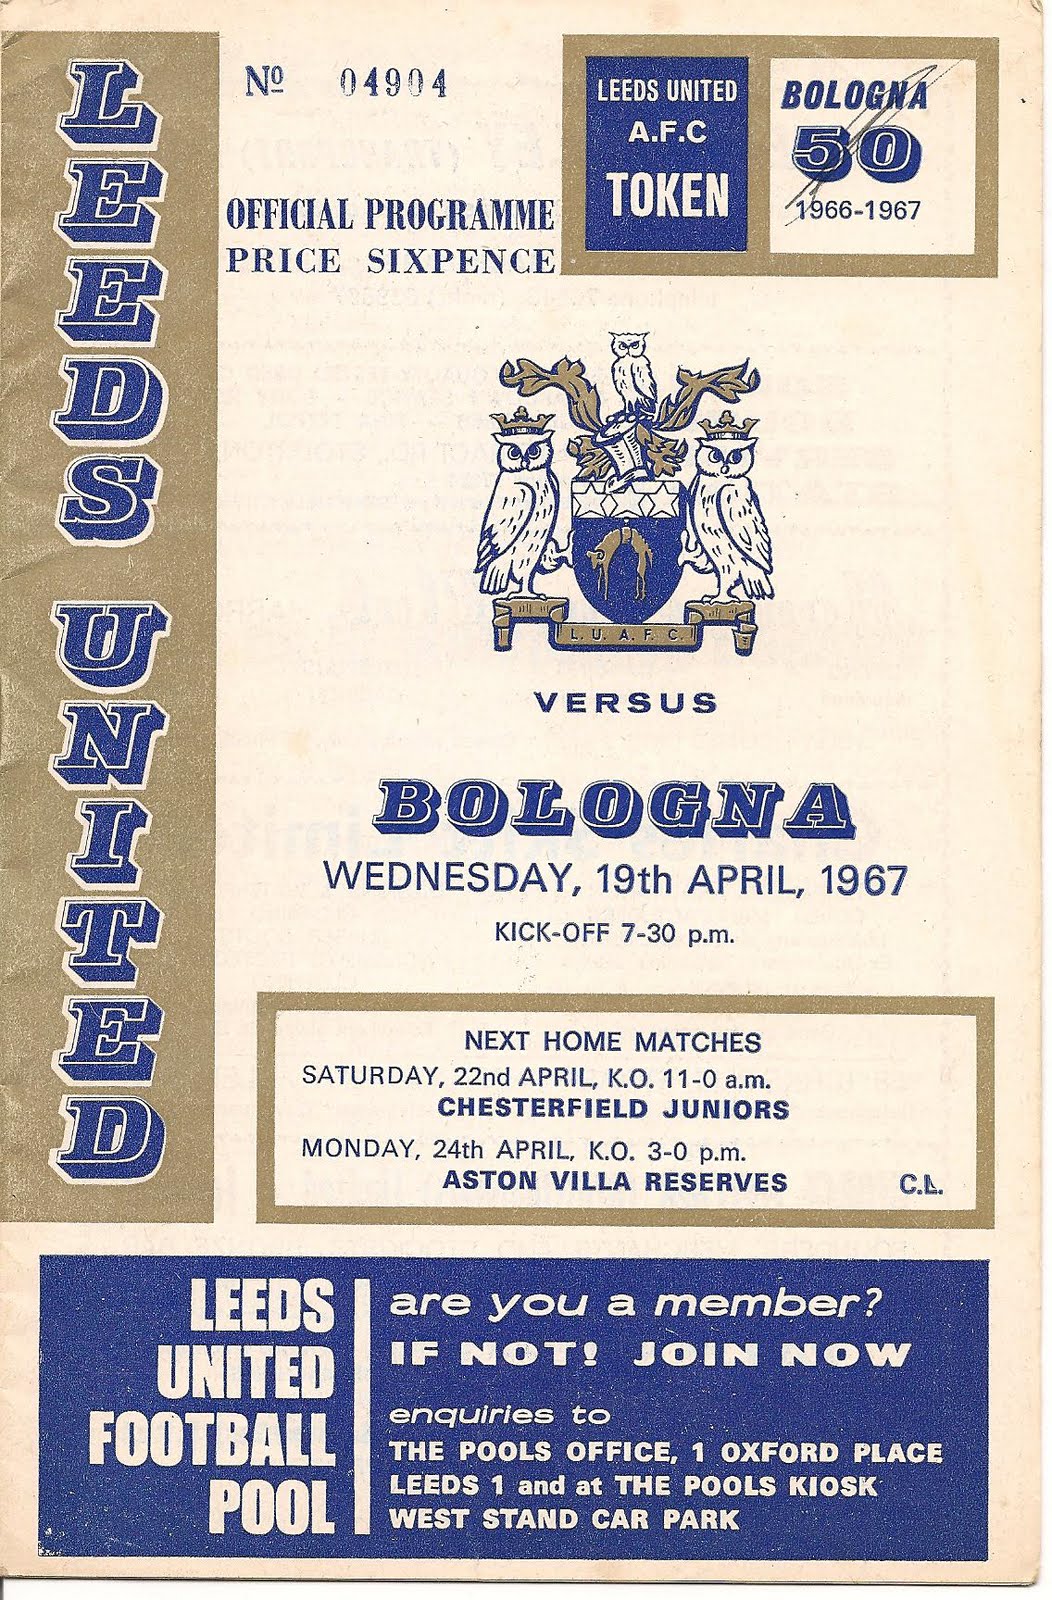 LEEDS UNITED
Nº 04904
OFFICIAL PROGRAMME
PRICE SIXPENCE
LEEDS UNITED
A.F.C
TOKEN
BOLOGNA
50
1966-1967
L. U. A. F. C.
VERSUS
BOLOGNA
WEDNESDAY, 19th APRIL, 1967
KICK-OFF 7-30 p.m.
NEXT HOME MATCHES
SATURDAY, 22nd APRIL, K.O. 11-0 a.m.
CHESTERFIELD JUNIORS
MONDAY, 24th APRIL, K.O. 3-0 p.m.
ASTON VILLA RESERVES
C.L.
LEEDS
UNITED
FOOTBALL
POOL
are you a member?
IF NOT! JOIN NOW
enquiries to
THE POOLS OFFICE, 1 OXFORD PLACE
LEEDS 1 and at THE POOLS KIOSK
WEST STAND CAR PARK